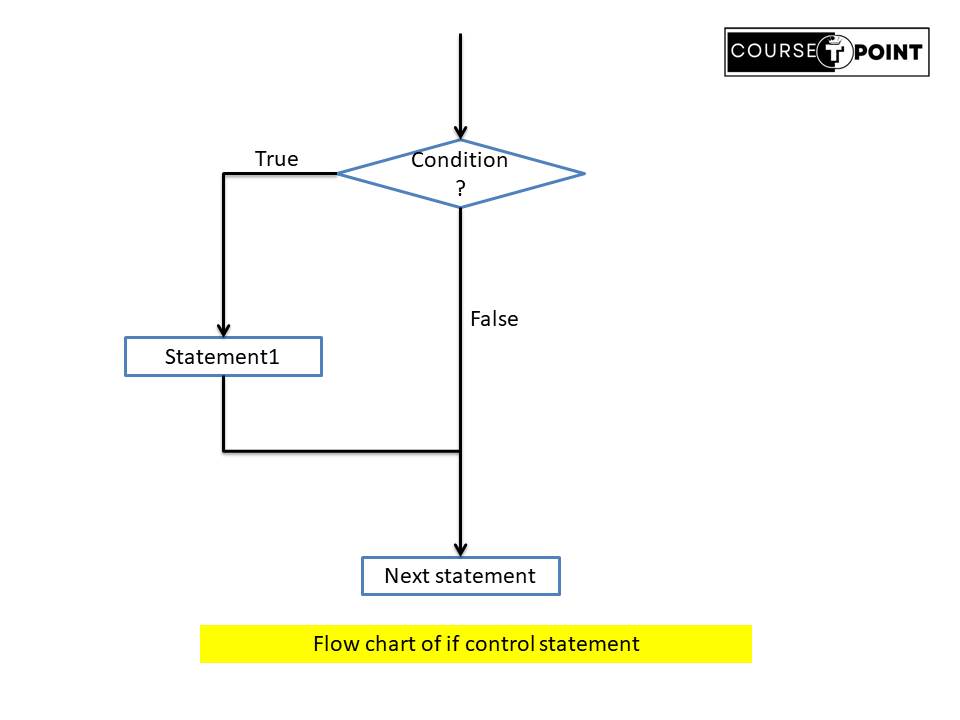 COURSE T POINT
Condition
?
True
False
Statement1
Next statement
Flow chart of if control statement